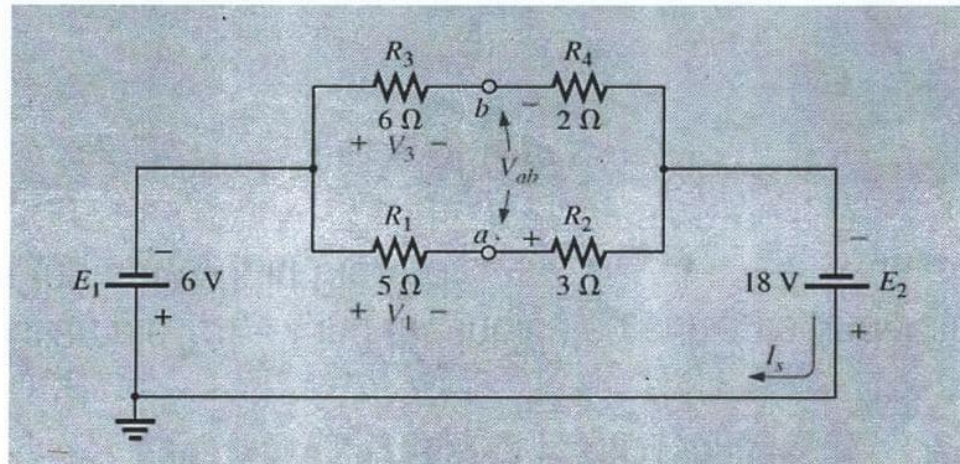 R3 R4
6 Ω b − 2 Ω
+ V3 −
Vab
R1 a + R2
− −
E1 6 V 5 Ω 3 Ω 18 V E2
+ + V1 − +
Is